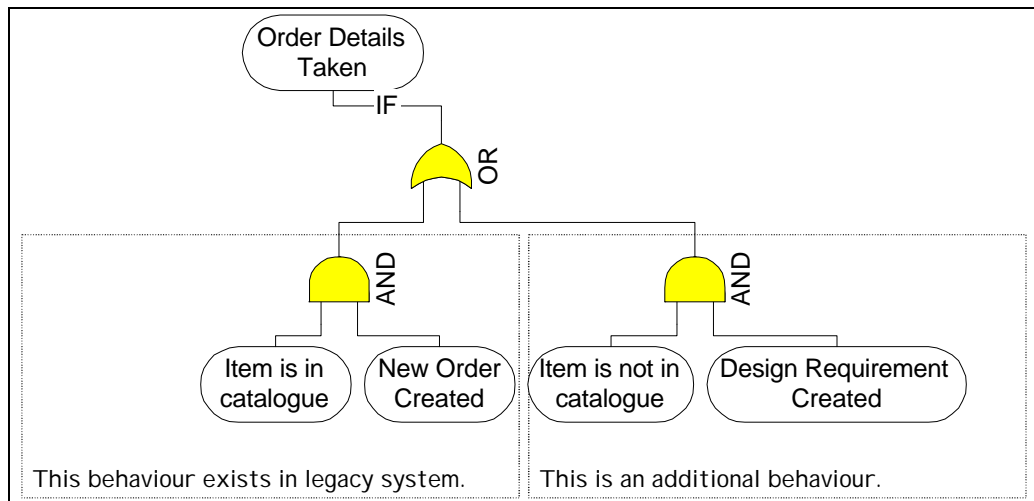 Order Details
Taken
IF
OR
AND
AND
Item is in
catalogue
New Order
Created
Item is not in
catalogue
Design Requirement
Created
This behaviour exists in legacy system.
This is an additional behaviour.